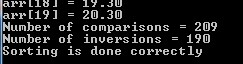 arr[18] = 19.30
arr[19] = 20.30
Number of comparisons = 209
Number of inversions = 190
Sorting is done correctly